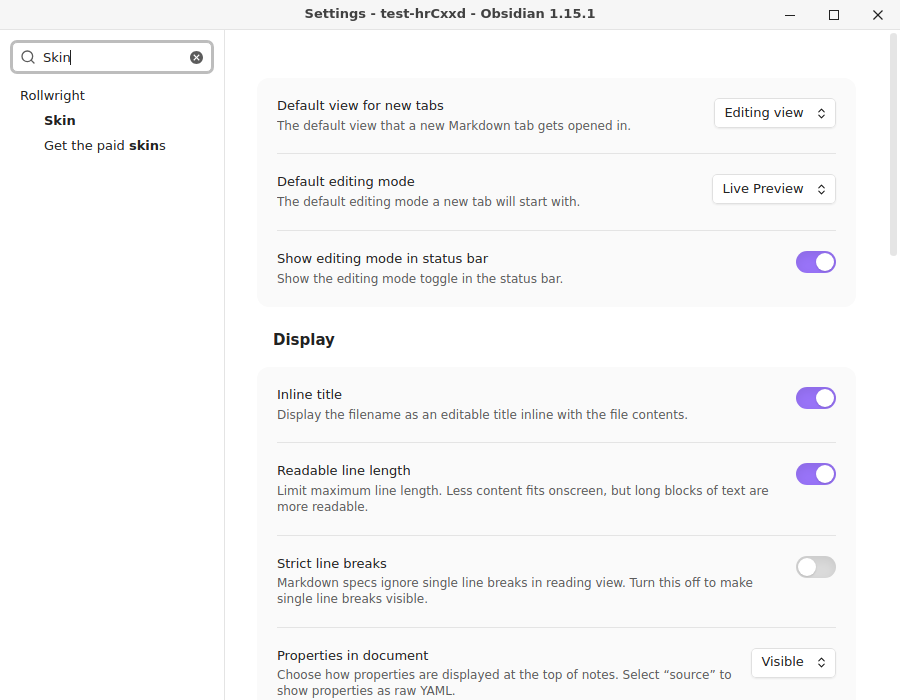 Settings - test-hrCxxd - Obsidian 1.15.1
Skin
Rollwright
Skin
Get the paid skins
Default view for new tabs
The default view that a new Markdown tab gets opened in.
Editing view
Default editing mode
The default editing mode a new tab will start with.
Live Preview
Show editing mode in status bar
Show the editing mode toggle in the status bar.
Display
Inline title
Display the filename as an editable title inline with the file contents.
Readable line length
Limit maximum line length. Less content fits onscreen, but long blocks of text are
more readable.
Strict line breaks
Markdown specs ignore single line breaks in reading view. Turn this off to make
single line breaks visible.
Properties in document
Choose how properties are displayed at the top of notes. Select “source” to
show properties as raw YAML.
Visible